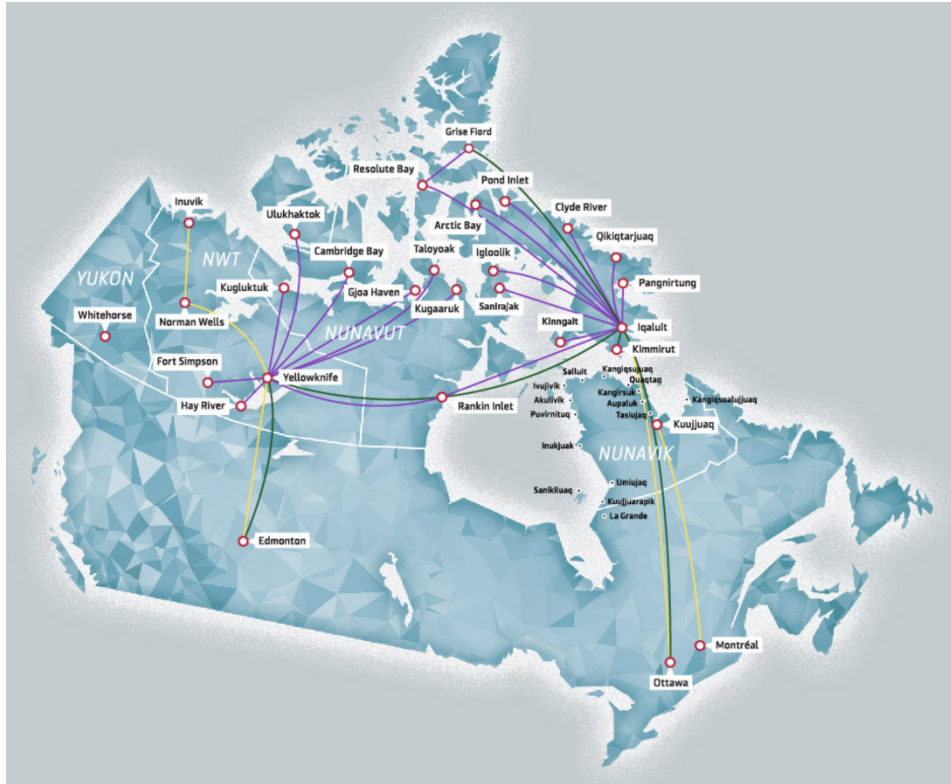 Grise Fiord
Resolute Bay
Pond Inlet
Inuvik
Ulukhaktok
Clyde River
Arctic Bay
Qikiqtarjuaq
Cambridge Bay
Taloyoak
Igloolik
NWT
YUKON
Kugluktuk
Gjoa Haven
Pangnirtung
Kugaaruk
Sanirajak
Whitehorse
Norman Wells
NUNAVUT
Kinngait
Iqaluit
Kimmirut
Fort Simpson
Yellowknife
Salluit
Kangiqsujuaq
Quaqtaq
Ivujivik
Kangirsuk
Kangiqsualujjuaq
Akulivik
Aupaluk
Hay River
Rankin Inlet
Puvirnituq
Tasiujaq
Kuujjuaq
Inukjuak
NUNAVIK
Umiujaq
Sanikiluaq
Kuujjuarapik
La Grande
Edmonton
Montréal
Ottawa